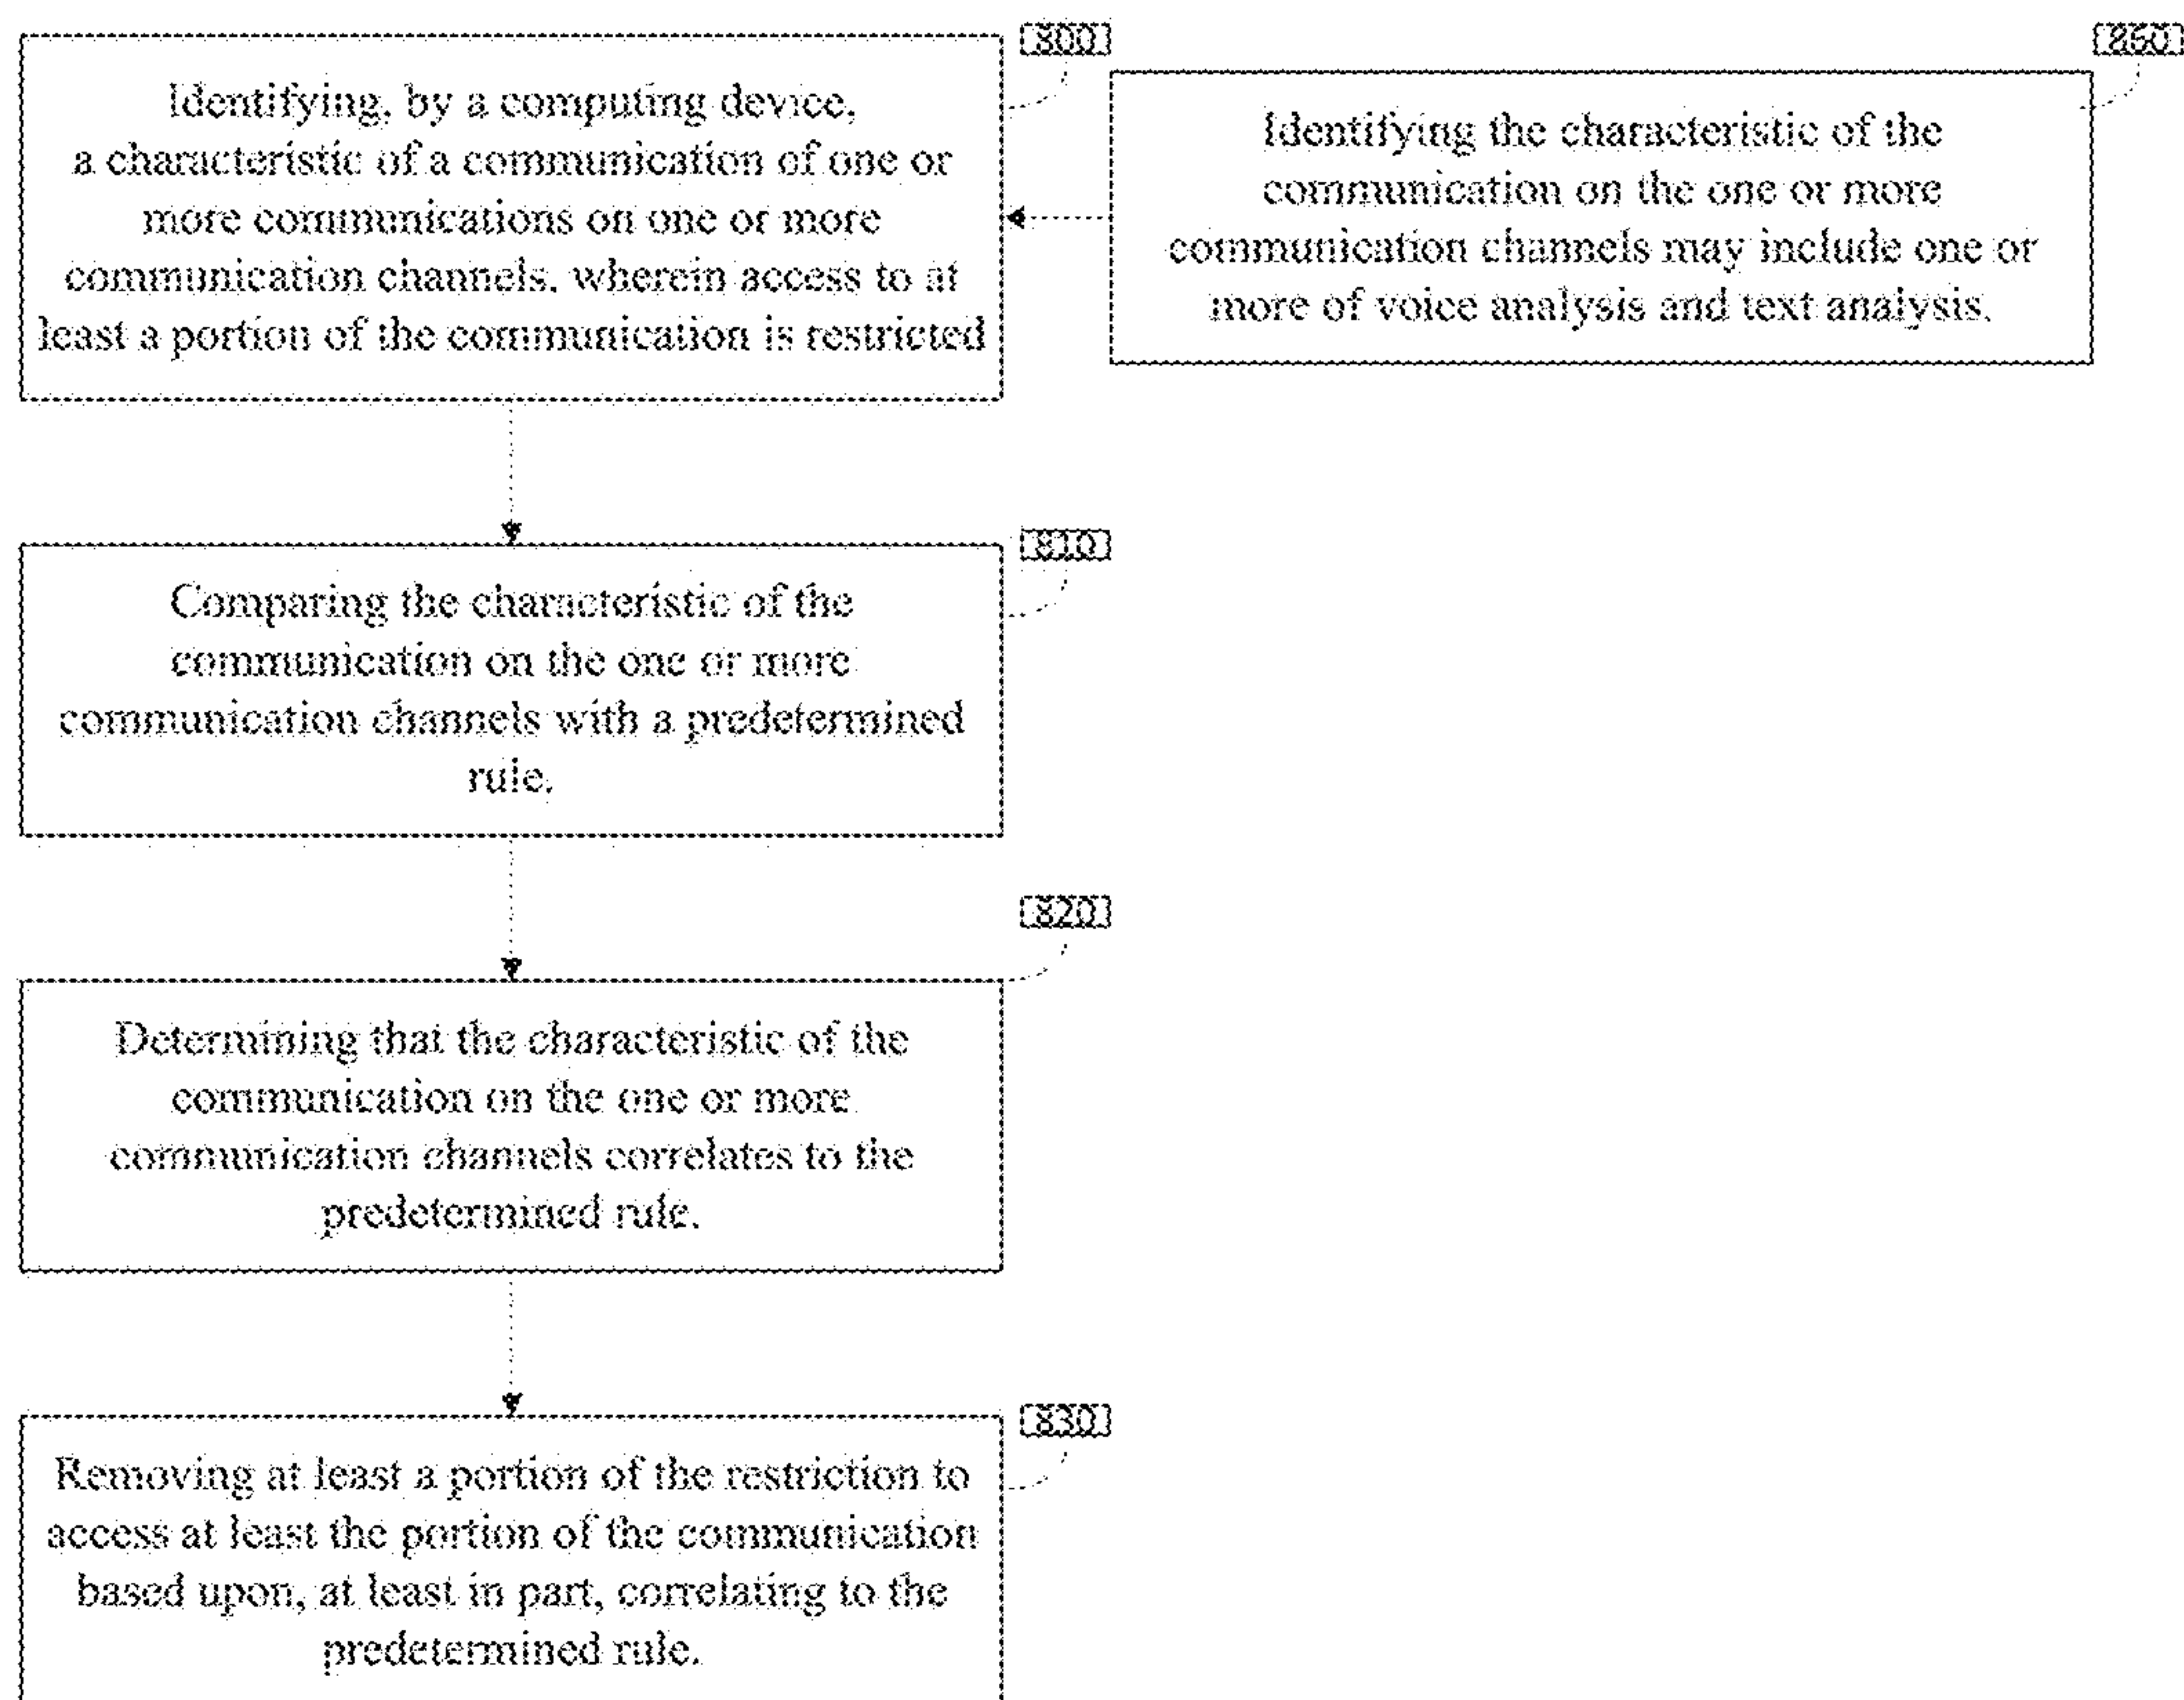 800
Identifying, by a computing device,
a characteristic of a communication of one or
more communications on one or more
communication channels, wherein access to at
least a portion of the communication is restricted
860
Identifying the characteristic of the
communication on the one or more
communication channels may include one or
more of voice analysis and text analysis.
810
Comparing the characteristic of the
communication on the one or more
communication channels with a predetermined
rule.
820
Determining that the characteristic of the
communication on the one or more
communication channels correlates to the
predetermined rule.
830
Removing at least a portion of the restriction to
access at least the portion of the communication
based upon, at least in part, correlating to the
predetermined rule.